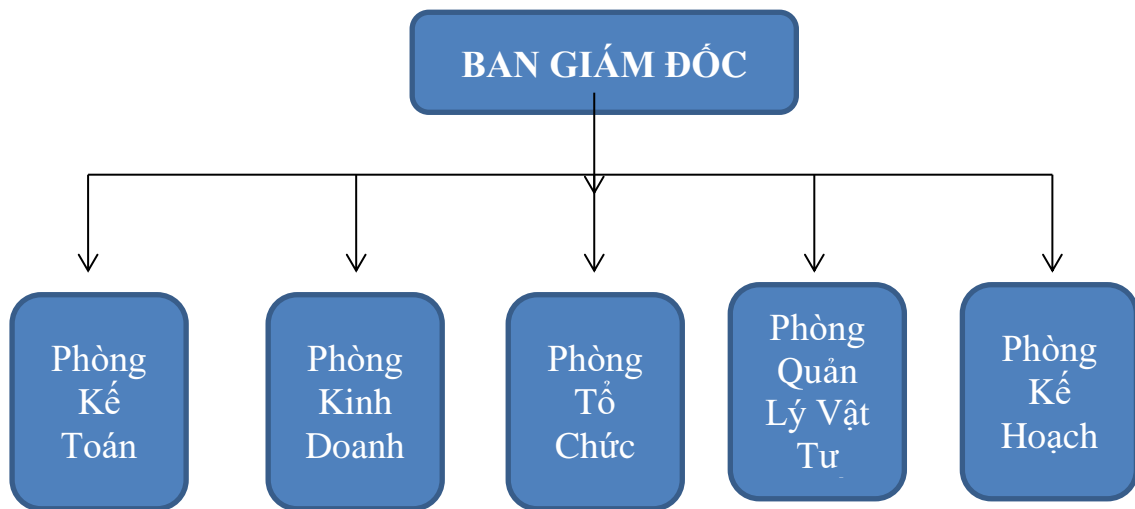 BAN GIÁM ĐỐC
Phòng
Kế
Toán
Phòng
Kinh
Doanh
Phòng
Tổ
Chức
Phòng
Quản
Lý Vật
Tư
Phòng
Kế
Hoạch